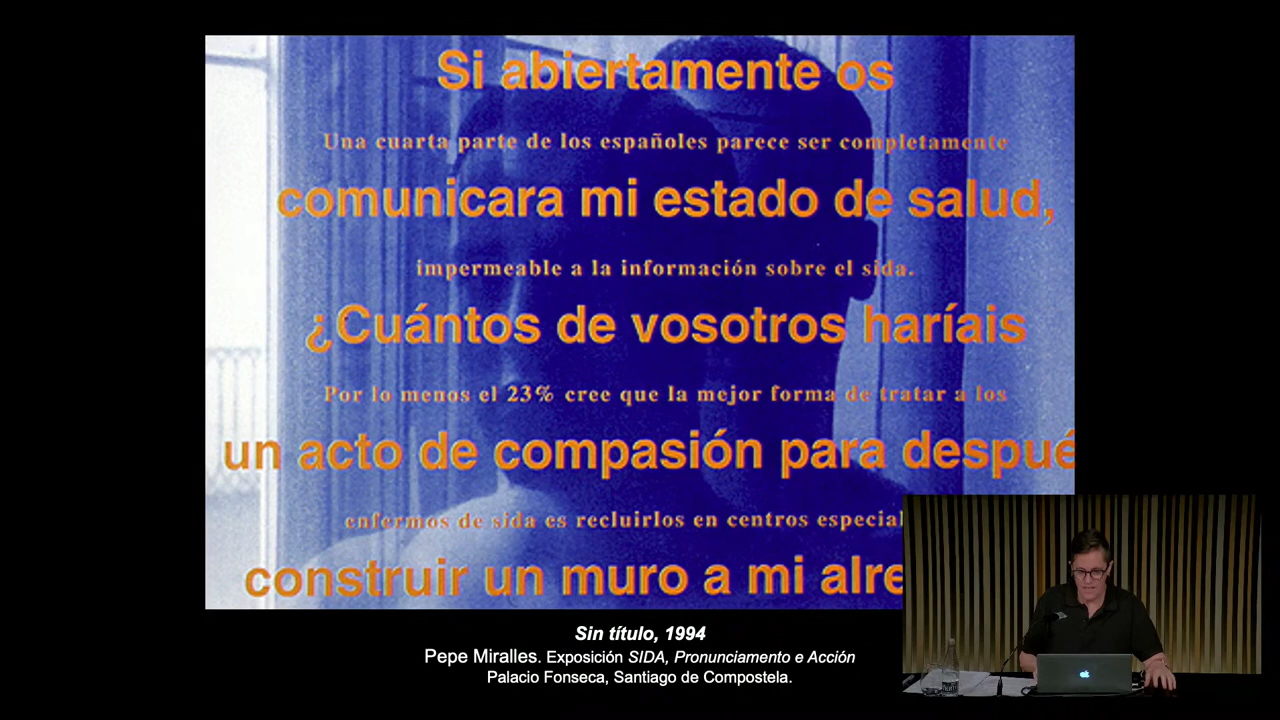 Si abiertamente os
Una cuarta parte de los españoles parece ser completamente
comunicara mi estado de salud,
impermeable a la información sobre el sida.
¿Cuántos de vosotros haríais
Por lo menos el 23% cree que la mejor forma de tratar a los
un acto de compasión para despué
enfermos de sida es recluirlos en centros especial
construir un muro a mi alre
Sin título, 1994
Pepe Miralles. Exposición SIDA, Pronunciamento e Acción
Palacio Fonseca, Santiago de Compostela.